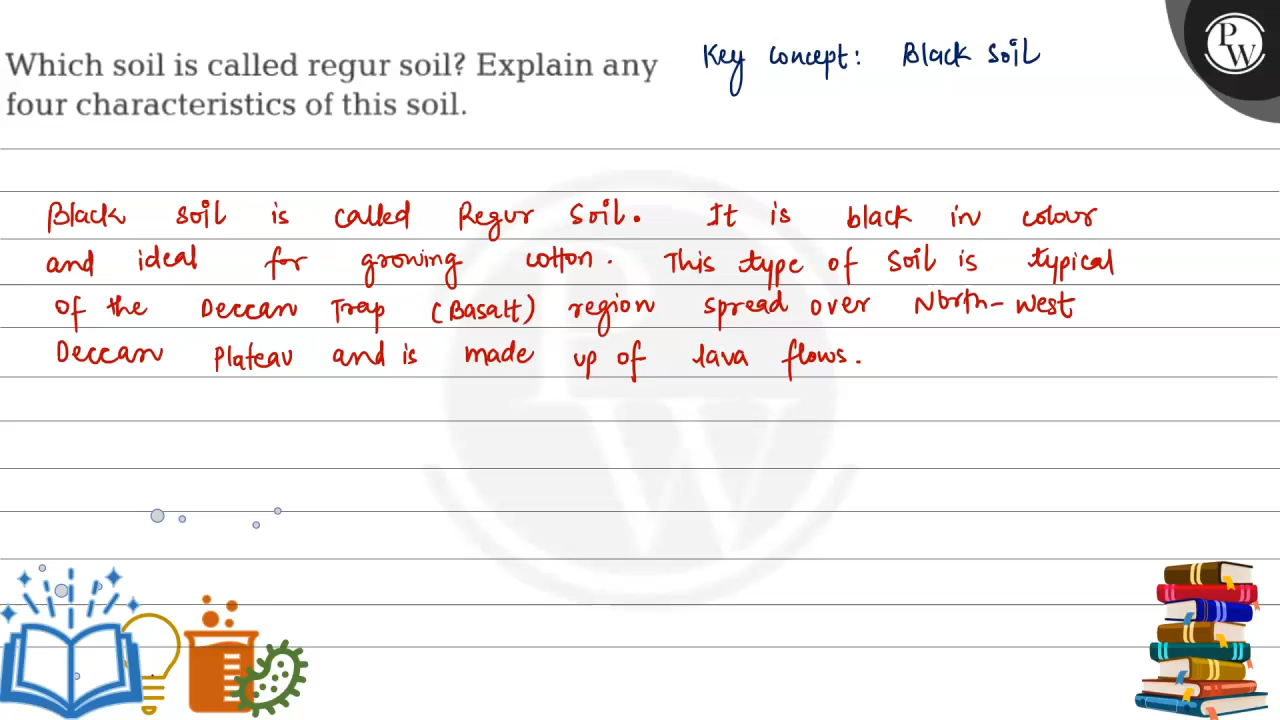 Which soil is called regur soil? Explain any
four characteristics of this soil.
Key concept: Black Soil
PW
Black soil is called Regur Soil. It is black in colour
and ideal for growing cotton. This type of soil is typical
of the Deccan Trap (Basalt) region spread over North-West
Deccan Plateau and is made up of lava flows.
PW